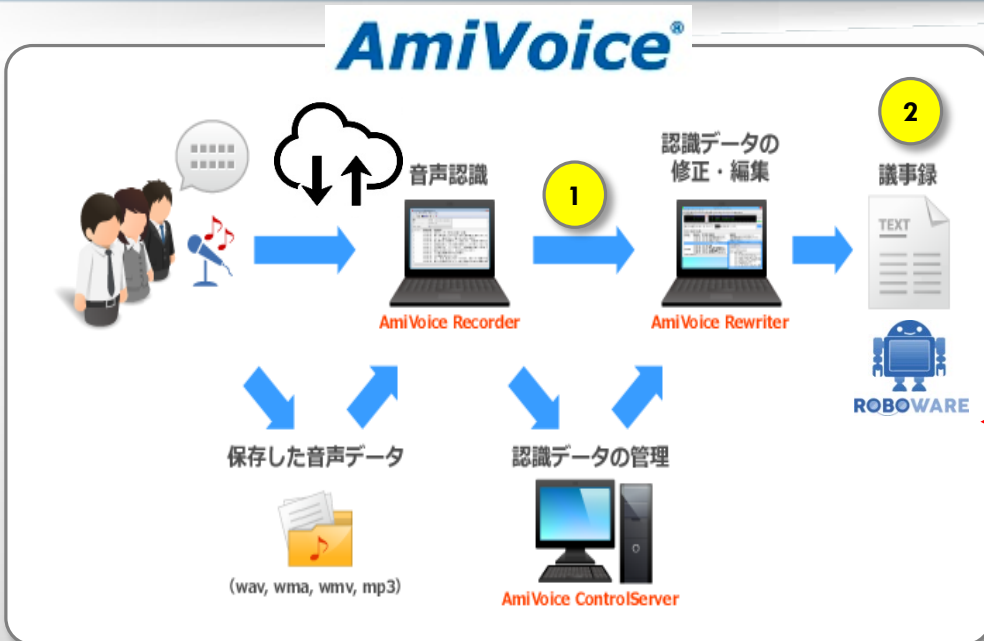 AmiVoice®
2
認識データの
修正・編集
議事録
音声認識
1
TEXT
AmiVoice Recorder
AmiVoice Rewriter
ROBOWARE
保存した音声データ
認識データの管理
(wav, wma, wmv, mp3)
AmiVoice ControlServer